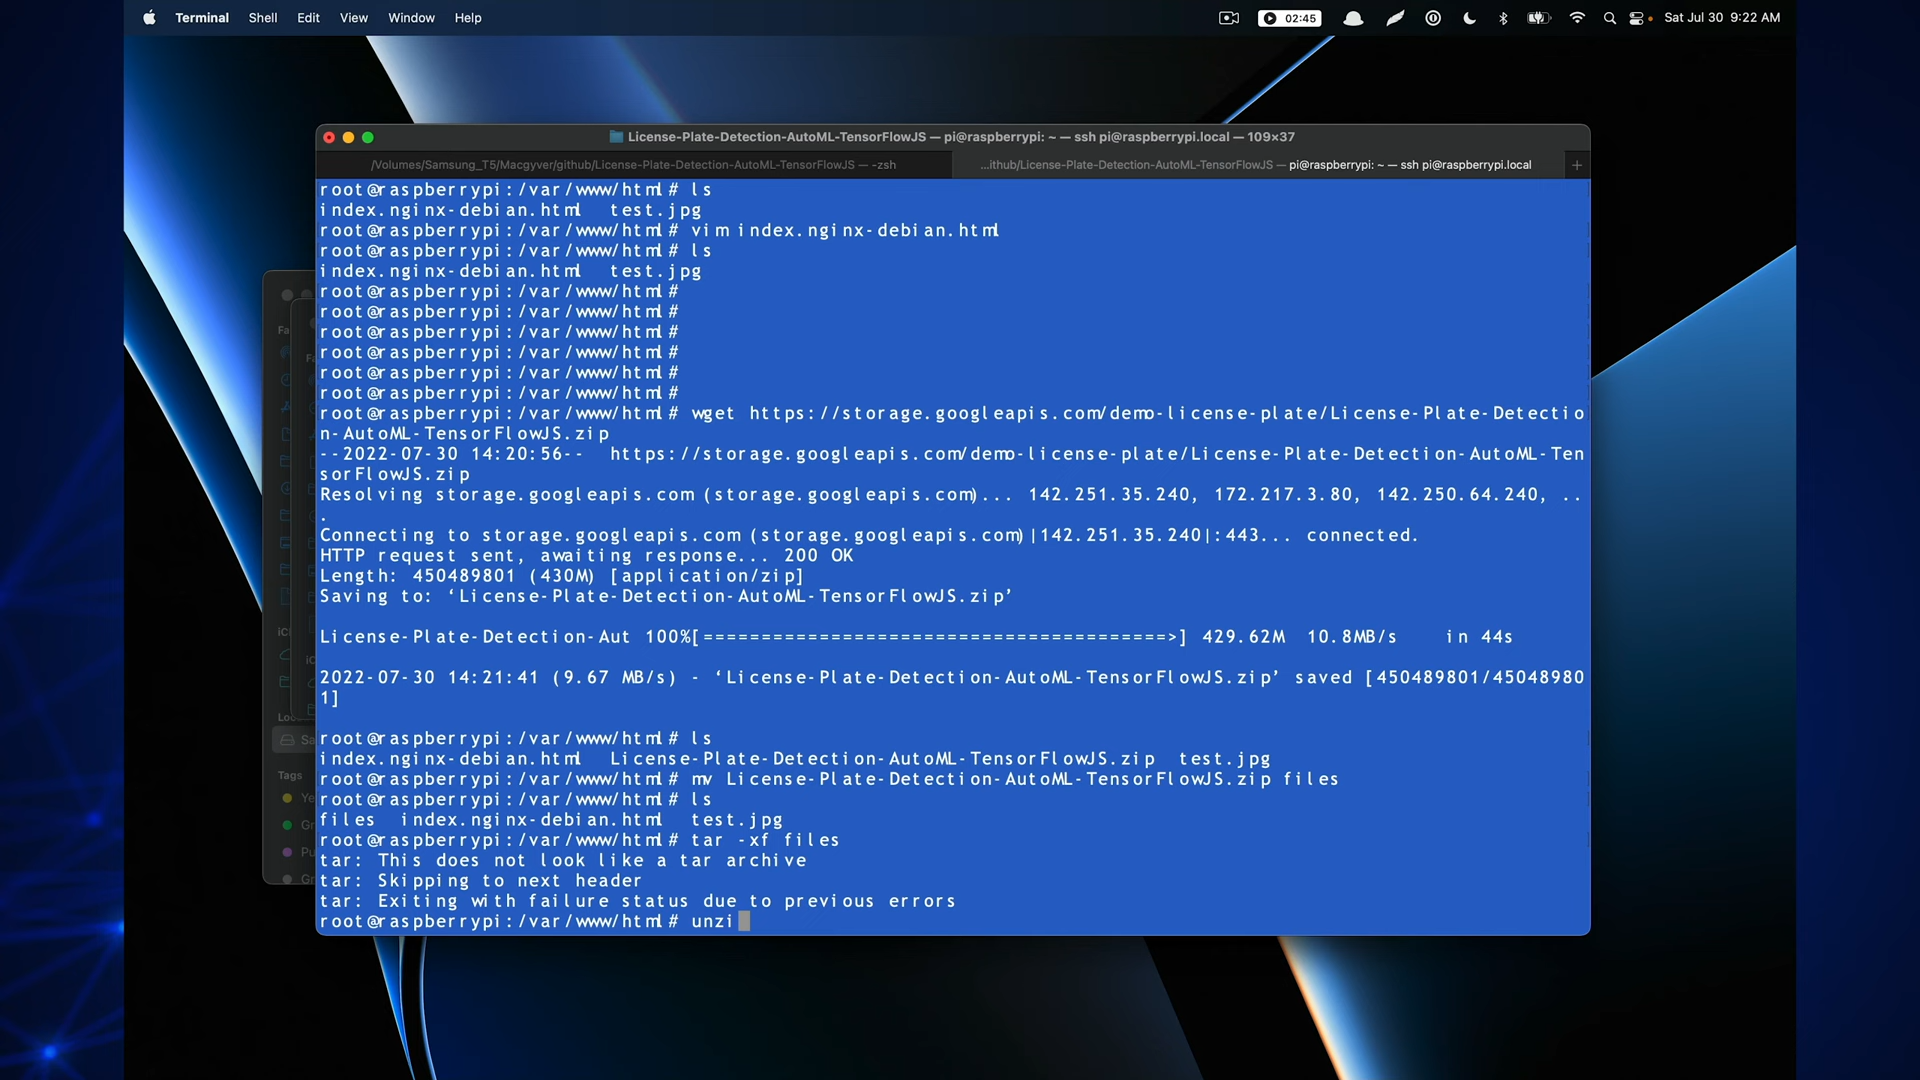 Terminal Shell Edit View Window Help 02:45 Sat Jul 30 9:22 AM
License-Plate-Detection-AutoML-TensorFlowJS — pi@raspberrypi: ~ — ssh pi@raspberrypi.local — 109×37
/Volumes/Samsung_T5/Macgyver/github/License-Plate-Detection-AutoML-TensorFlowJS — -zsh
...ithub/License-Plate-Detection-AutoML-TensorFlowJS — pi@raspberrypi: ~ — ssh pi@raspberrypi.local
root@raspberrypi:/var/www/html# ls
index.nginx-debian.html  test.jpg
root@raspberrypi:/var/www/html# vim index.nginx-debian.html
root@raspberrypi:/var/www/html# ls
index.nginx-debian.html  test.jpg
root@raspberrypi:/var/www/html#
root@raspberrypi:/var/www/html#
root@raspberrypi:/var/www/html#
root@raspberrypi:/var/www/html#
root@raspberrypi:/var/www/html#
root@raspberrypi:/var/www/html#
root@raspberrypi:/var/www/html# wget https://storage.googleapis.com/demo-license-plate/License-Plate-Detectio
n-AutoML-TensorFlowJS.zip
--2022-07-30 14:20:56--  https://storage.googleapis.com/demo-license-plate/License-Plate-Detection-AutoML-Ten
sorFlowJS.zip
Resolving storage.googleapis.com (storage.googleapis.com)... 142.251.35.240, 172.217.3.80, 142.250.64.240, ..
.
Connecting to storage.googleapis.com (storage.googleapis.com)|142.251.35.240|:443... connected.
HTTP request sent, awaiting response... 200 OK
Length: 450489801 (430M) [application/zip]
Saving to: ‘License-Plate-Detection-AutoML-TensorFlowJS.zip’
License-Plate-Detection-Aut 100%[========================================>] 429.62M  10.8MB/s    in 44s
2022-07-30 14:21:41 (9.67 MB/s) - ‘License-Plate-Detection-AutoML-TensorFlowJS.zip’ saved [450489801/45048980
1]
root@raspberrypi:/var/www/html# ls
index.nginx-debian.html  License-Plate-Detection-AutoML-TensorFlowJS.zip  test.jpg
root@raspberrypi:/var/www/html# mv License-Plate-Detection-AutoML-TensorFlowJS.zip files
root@raspberrypi:/var/www/html# ls
files  index.nginx-debian.html  test.jpg
root@raspberrypi:/var/www/html# tar -xf files
tar: This does not look like a tar archive
tar: Skipping to next header
tar: Exiting with failure status due to previous errors
root@raspberrypi:/var/www/html# unzi
Tags